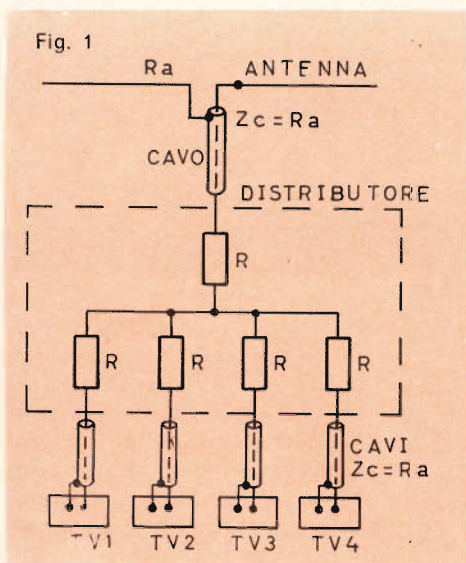 Fig. 1
Ra ANTENNA
Zc=Ra
CAVO
DISTRIBUTORE
R
R R R R
CAVI
Zc=Ra
TV1 TV2 TV3 TV4